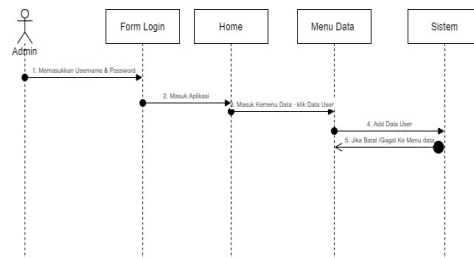 Form Login
Home
Menu Data
Sistem
Admin
1. Memasukkan Username & Password
2. Masuk Aplikasi
3. Masuk Kemenu Data - klik Data User
4. Add Data User
5. Jika Batal /Gagal Ke Menu data